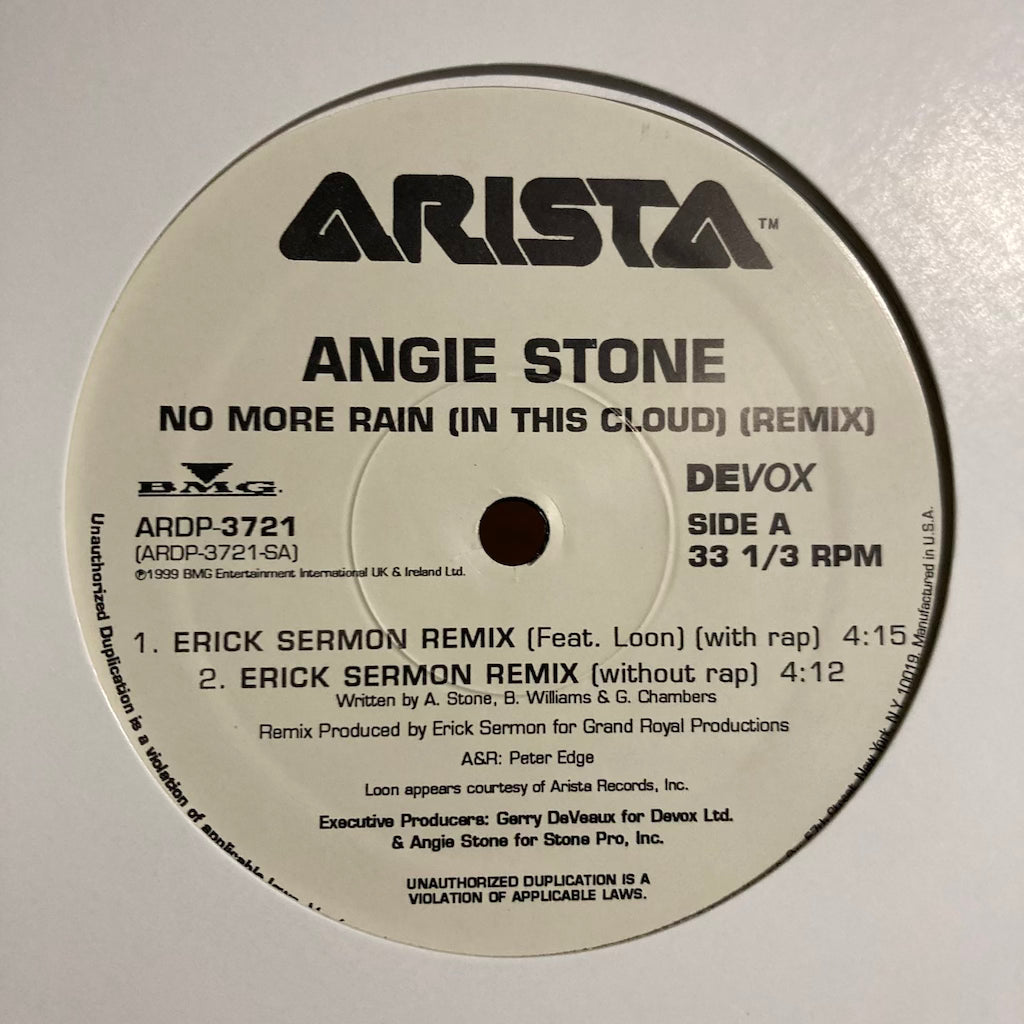 ARISTA™
ANGIE STONE
NO MORE RAIN (IN THIS CLOUD) (REMIX)
BMG.
DEVOX
ARDP-3721
SIDE A
(ARDP-3721-SA)
33 1/3 RPM
℗1999 BMG Entertainment International UK & Ireland Ltd.
1. ERICK SERMON REMIX (Feat. Loon) (with rap) 4:15
2. ERICK SERMON REMIX (without rap) 4:12
Written by A. Stone, B. Williams & G. Chambers
Remix Produced by Erick Sermon for Grand Royal Productions
A&R: Peter Edge
Loon appears courtesy of Arista Records, Inc.
Executive Producers: Gerry DeVeaux for Devox Ltd.
& Angie Stone for Stone Pro, Inc.
UNAUTHORIZED DUPLICATION IS A
VIOLATION OF APPLICABLE LAWS.
Unauthorized Duplication is a violation of applicable
New York, N.Y. 10019. Manufactured in U.S.A.